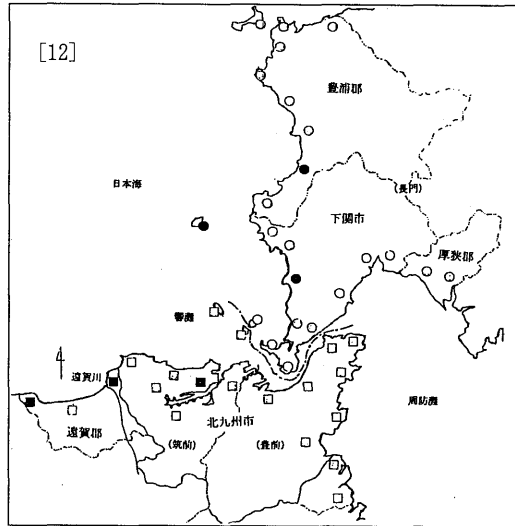 [12]
豊浦郡
日本海
(長門)
下関市
厚狭郡
響灘
遠賀川
周防灘
北九州市
遠賀郡
(筑前)
(豊前)